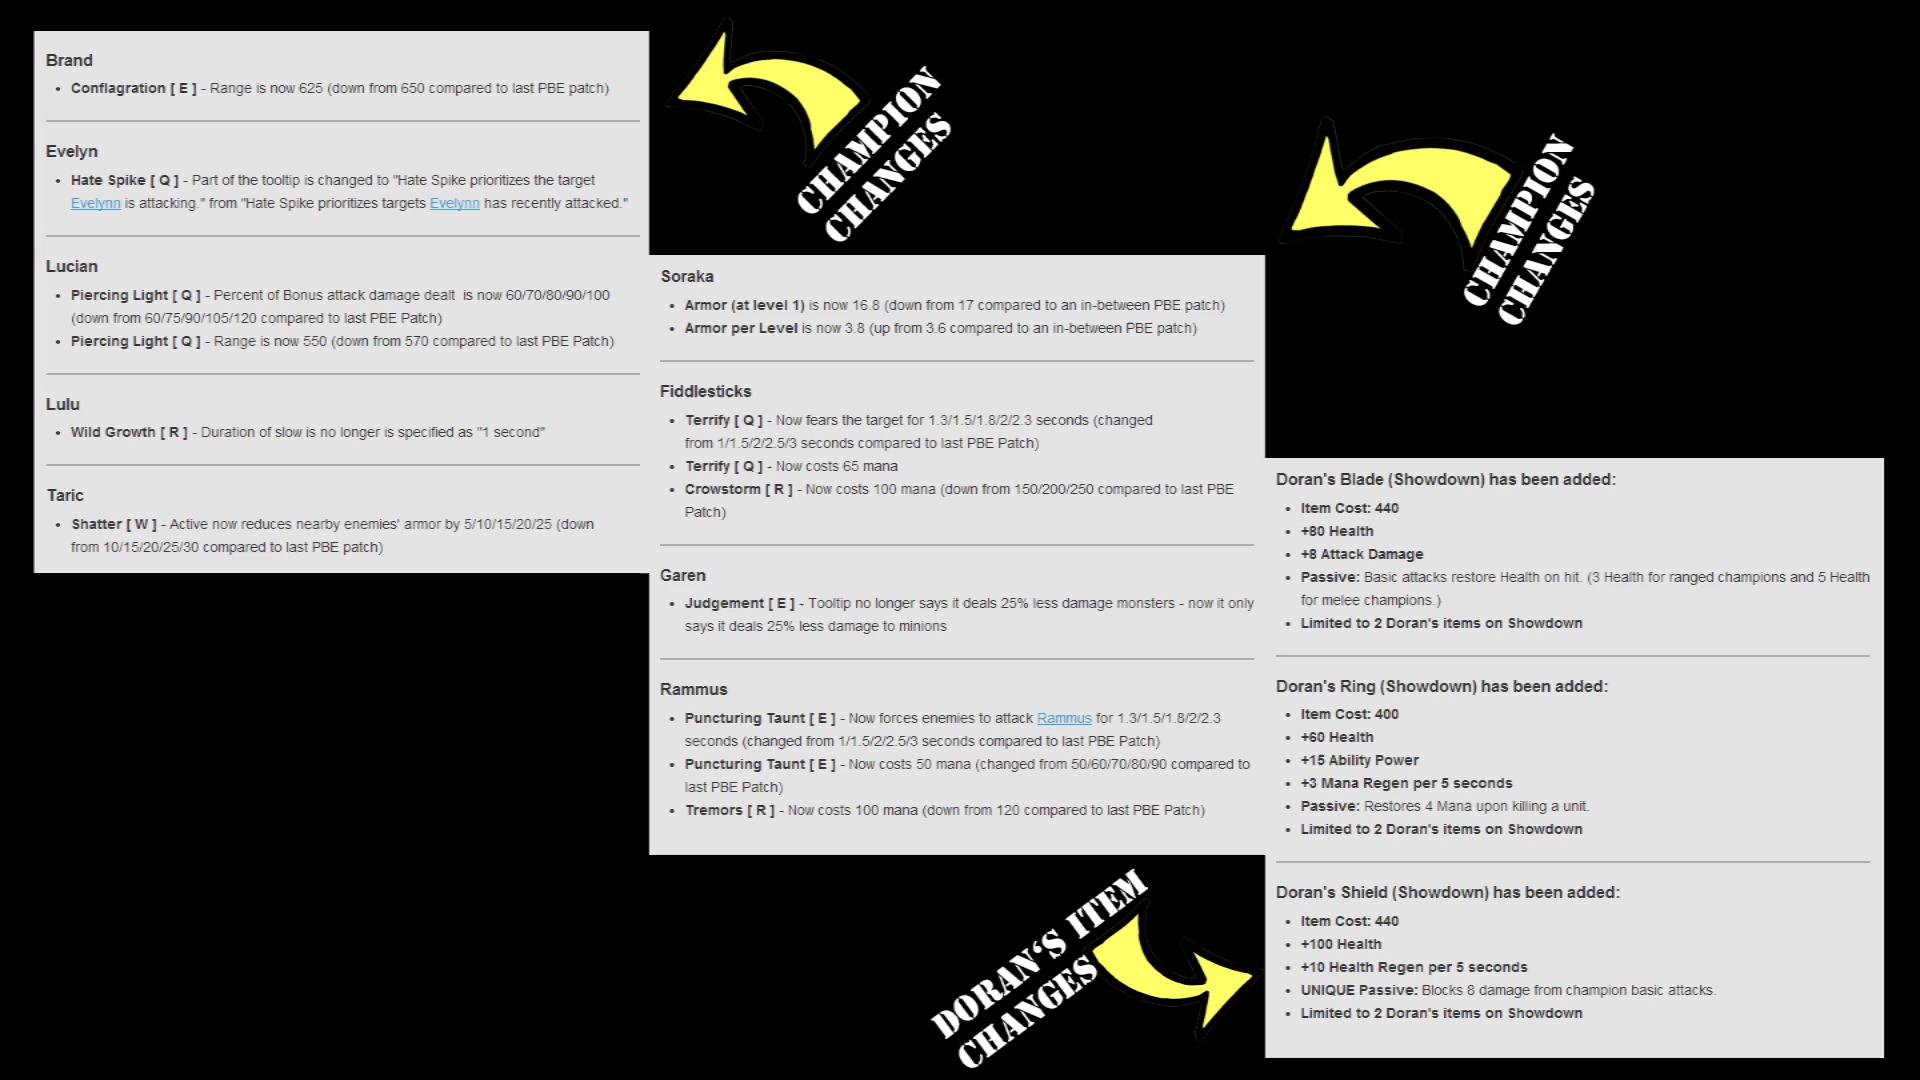 Brand
• Conflagration [ E ] - Range is now 625 (down from 650 compared to last PBE patch)
Evelyn
• Hate Spike [ Q ] - Part of the tooltip is changed to "Hate Spike prioritizes the target
Evelynn is attacking." from "Hate Spike prioritizes targets Evelynn has recently attacked."
Lucian
• Piercing Light [ Q ] - Percent of Bonus attack damage dealt  is now 60/70/80/90/100
(down from 60/75/90/105/120 compared to last PBE Patch)
• Piercing Light [ Q ] - Range is now 550 (down from 570 compared to last PBE Patch)
Lulu
• Wild Growth [ R ] - Duration of slow is no longer is specified as "1 second"
Taric
• Shatter [ W ] - Active now reduces nearby enemies' armor by 5/10/15/20/25 (down
from 10/15/20/25/30 compared to last PBE patch)
CHAMPION
CHANGES
Soraka
• Armor (at level 1) is now 16.8 (down from 17 compared to an in-between PBE patch)
• Armor per Level is now 3.8 (up from 3.6 compared to an in-between PBE patch)
Fiddlesticks
• Terrify [ Q ] - Now fears the target for 1.3/1.5/1.8/2/2.3 seconds (changed
from 1/1.5/2/2.5/3 seconds compared to last PBE Patch)
• Terrify [ Q ] - Now costs 65 mana
• Crowstorm [ R ] - Now costs 100 mana (down from 150/200/250 compared to last PBE
Patch)
Garen
• Judgement [ E ] - Tooltip no longer says it deals 25% less damage monsters - now it only
says it deals 25% less damage to minions
Rammus
• Puncturing Taunt [ E ] - Now forces enemies to attack Rammus for 1.3/1.5/1.8/2/2.3
seconds (changed from 1/1.5/2/2.5/3 seconds compared to last PBE Patch)
• Puncturing Taunt [ E ] - Now costs 50 mana (changed from 50/60/70/80/90 compared to
last PBE Patch)
• Tremors [ R ] - Now costs 100 mana (down from 120 compared to last PBE Patch)
CHAMPION
CHANGES
DORAN'S ITEM
CHANGES
Doran's Blade (Showdown) has been added:
• Item Cost: 440
• +80 Health
• +8 Attack Damage
• Passive: Basic attacks restore Health on hit. (3 Health for ranged champions and 5 Health
for melee champions.)
• Limited to 2 Doran's items on Showdown
Doran's Ring (Showdown) has been added:
• Item Cost: 400
• +60 Health
• +15 Ability Power
• +3 Mana Regen per 5 seconds
• Passive: Restores 4 Mana upon killing a unit.
• Limited to 2 Doran's items on Showdown
Doran's Shield (Showdown) has been added:
• Item Cost: 440
• +100 Health
• +10 Health Regen per 5 seconds
• UNIQUE Passive: Blocks 8 damage from champion basic attacks.
• Limited to 2 Doran's items on Showdown